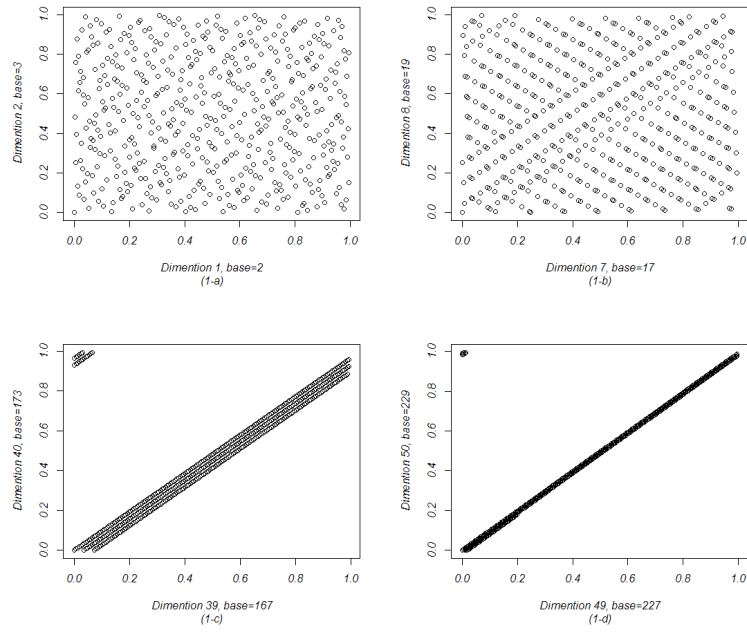 1.0
0.8
0.6
0.4
0.2
0.0
Dimention 2, base=3
0.0 0.2 0.4 0.6 0.8 1.0
Dimention 1, base=2
(1-a)
1.0
0.8
0.6
0.4
0.2
0.0
Dimention 8, base=19
0.0 0.2 0.4 0.6 0.8 1.0
Dimention 7, base=17
(1-b)
1.0
0.8
0.6
0.4
0.2
0.0
Dimention 40, base=173
0.0 0.2 0.4 0.6 0.8 1.0
Dimention 39, base=167
(1-c)
1.0
0.8
0.6
0.4
0.2
0.0
Dimention 50, base=229
0.0 0.2 0.4 0.6 0.8 1.0
Dimention 49, base=227
(1-d)